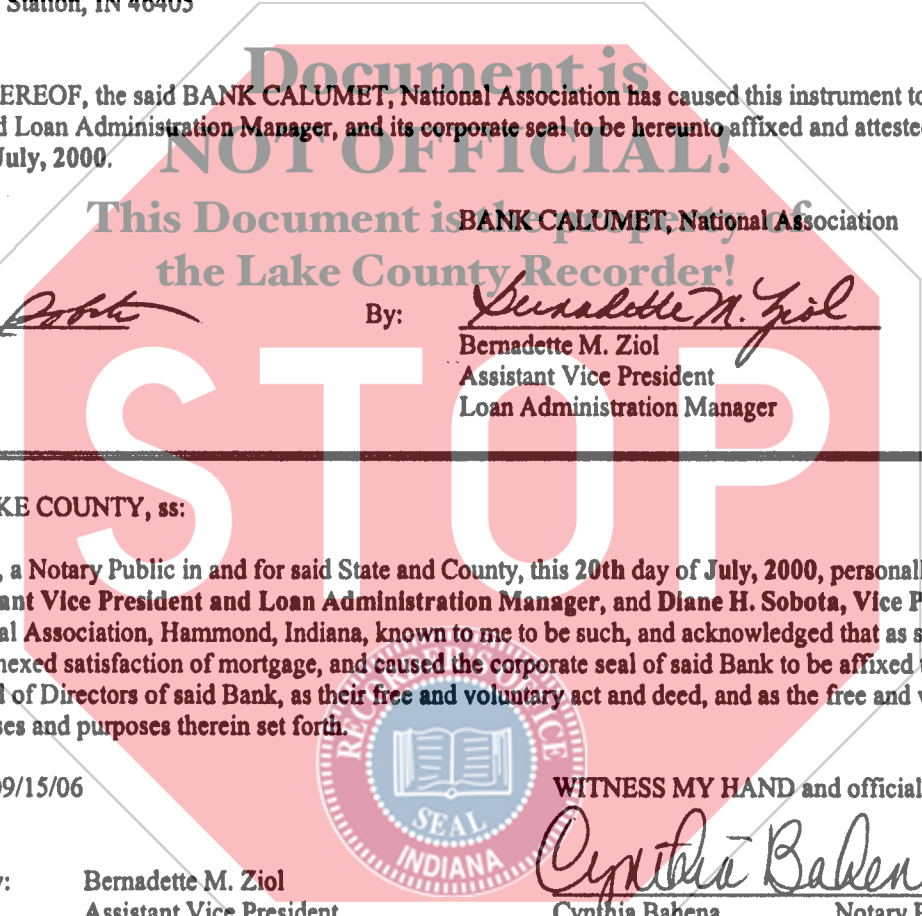 Station, IN 46405
Document is
EREOF, the said BANK CALUMET, National Association has caused this instrument to
d Loan Administration Manager, and its corporate seal to be hereunto affixed and atteste
NOT OFFICIAL!
July, 2000.
This Document is the property of
BANK CALUMET, National Association
the Lake County Recorder!
Sobota
By: Bernadette M. Ziol
Bernadette M. Ziol
Assistant Vice President
Loan Administration Manager
STOP
KE COUNTY, ss:
, a Notary Public in and for said State and County, this 20th day of July, 2000, personall
ant Vice President and Loan Administration Manager, and Diane H. Sobota, Vice P
al Association, Hammond, Indiana, known to me to be such, and acknowledged that as s
nexed satisfaction of mortgage, and caused the corporate seal of said Bank to be affixed
d of Directors of said Bank, as their free and voluntary act and deed, and as the free and v
ses and purposes therein set forth.
RECORDER'S OFFICE
SEAL
INDIANA
09/15/06
WITNESS MY HAND and official
Cynthia Bahen
y: Bernadette M. Ziol
Assistant Vice President
Cynthia Bahena Notary P